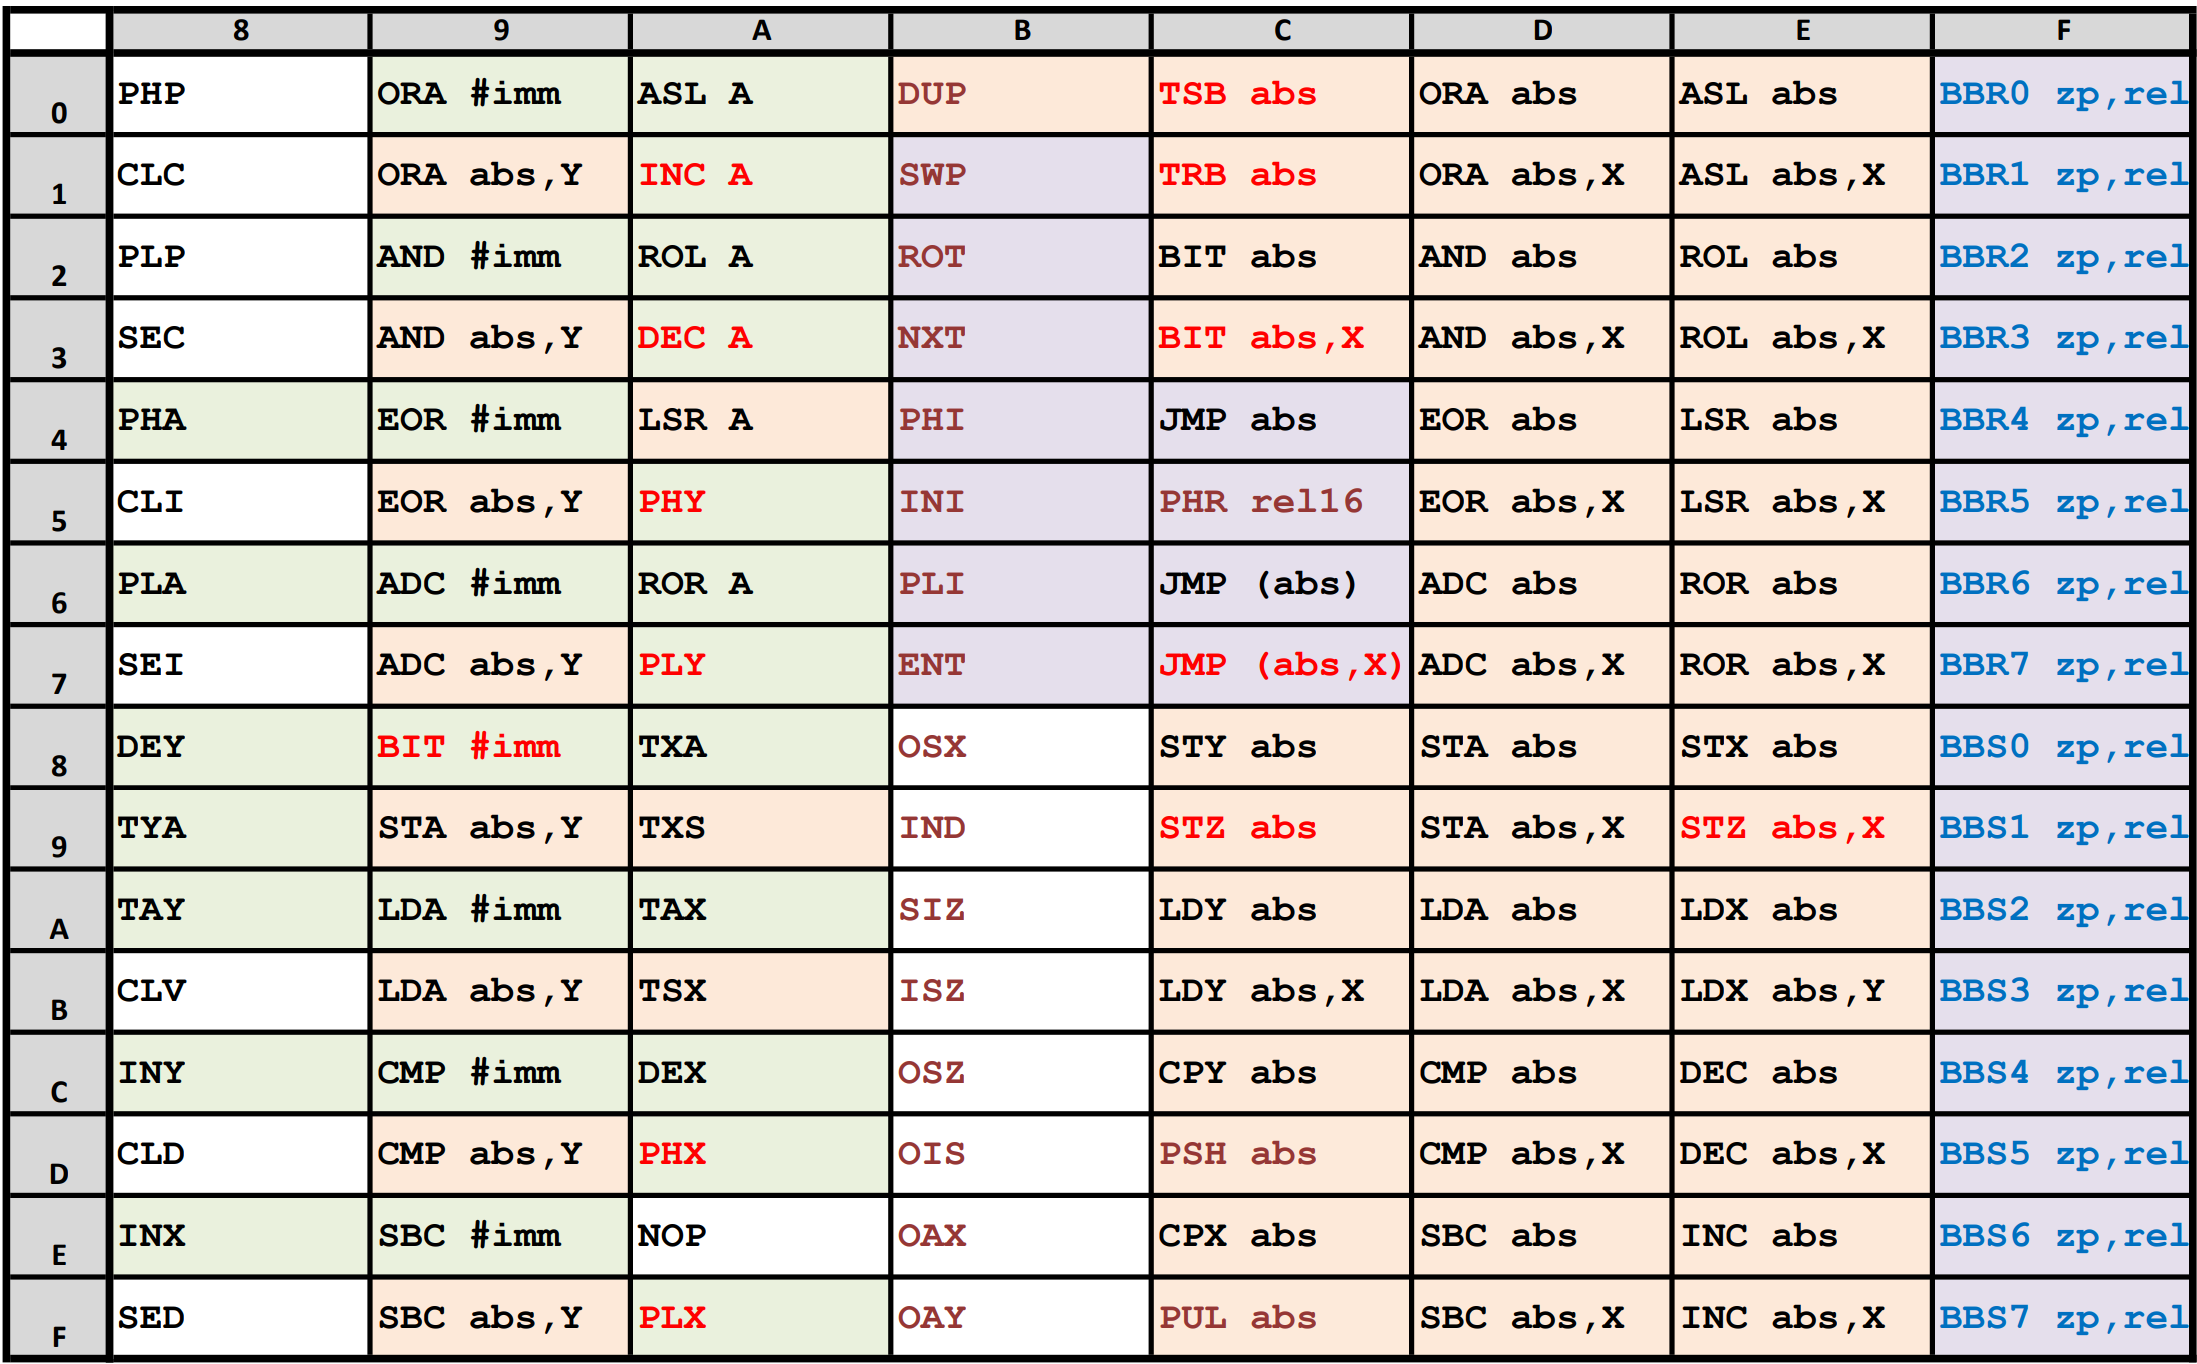 8 9 A B C D E F
0 PHP ORA #imm ASL A DUP TSB abs ORA abs ASL abs BBR0 zp,rel
1 CLC ORA abs,Y INC A SWP TRB abs ORA abs,X ASL abs,X BBR1 zp,rel
2 PLP AND #imm ROL A ROT BIT abs AND abs ROL abs BBR2 zp,rel
3 SEC AND abs,Y DEC A NXT BIT abs,X AND abs,X ROL abs,X BBR3 zp,rel
4 PHA EOR #imm LSR A PHI JMP abs EOR abs LSR abs BBR4 zp,rel
5 CLI EOR abs,Y PHY INI PHR rel16 EOR abs,X LSR abs,X BBR5 zp,rel
6 PLA ADC #imm ROR A PLI JMP (abs) ADC abs ROR abs BBR6 zp,rel
7 SEI ADC abs,Y PLY ENT JMP (abs,X) ADC abs,X ROR abs,X BBR7 zp,rel
8 DEY BIT #imm TXA OSX STY abs STA abs STX abs BBS0 zp,rel
9 TYA STA abs,Y TXS IND STZ abs STA abs,X STZ abs,X BBS1 zp,rel
A TAY LDA #imm TAX SIZ LDY abs LDA abs LDX abs BBS2 zp,rel
B CLV LDA abs,Y TSX ISZ LDY abs,X LDA abs,X LDX abs,Y BBS3 zp,rel
C INY CMP #imm DEX OSZ CPY abs CMP abs DEC abs BBS4 zp,rel
D CLD CMP abs,Y PHX OIS PSH abs CMP abs,X DEC abs,X BBS5 zp,rel
E INX SBC #imm NOP OAX CPX abs SBC abs INC abs BBS6 zp,rel
F SED SBC abs,Y PLX OAY PUL abs SBC abs,X INC abs,X BBS7 zp,rel